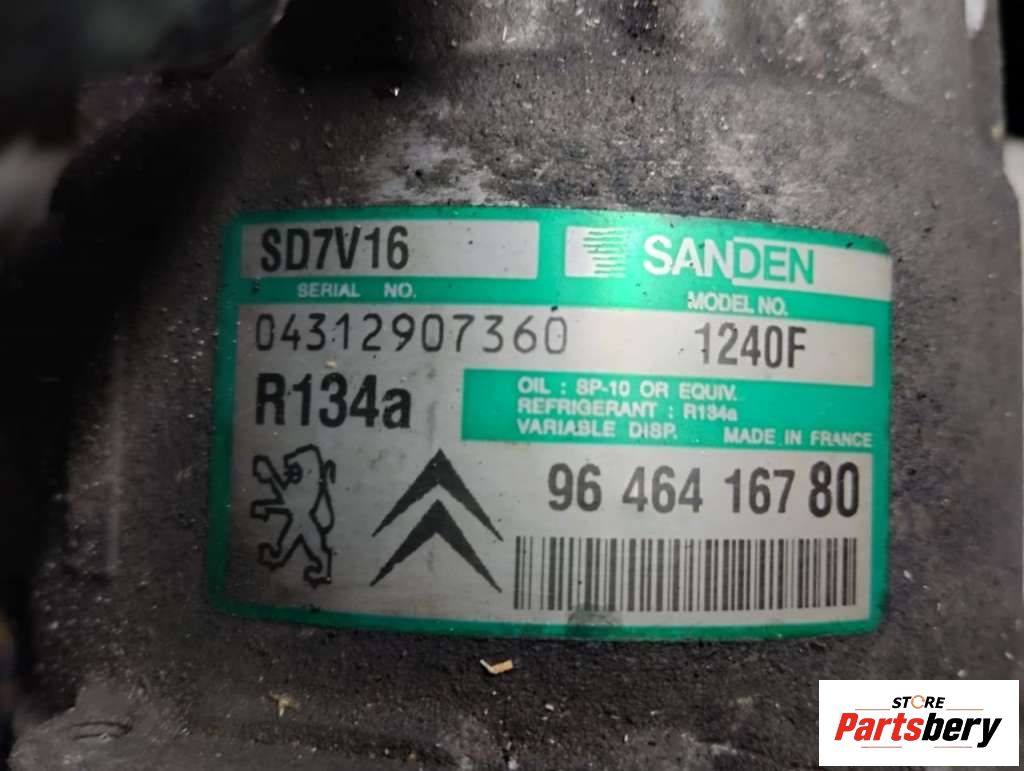 SD7V16
SANDEN
SERIAL NO.
MODEL NO.
04312907360
1240F
R134a
OIL : SP-10 OR EQUIV.
REFRIGERANT : R134a
VARIABLE DISP. MADE IN FRANCE
96 464 167 80
STORE
Partsbery